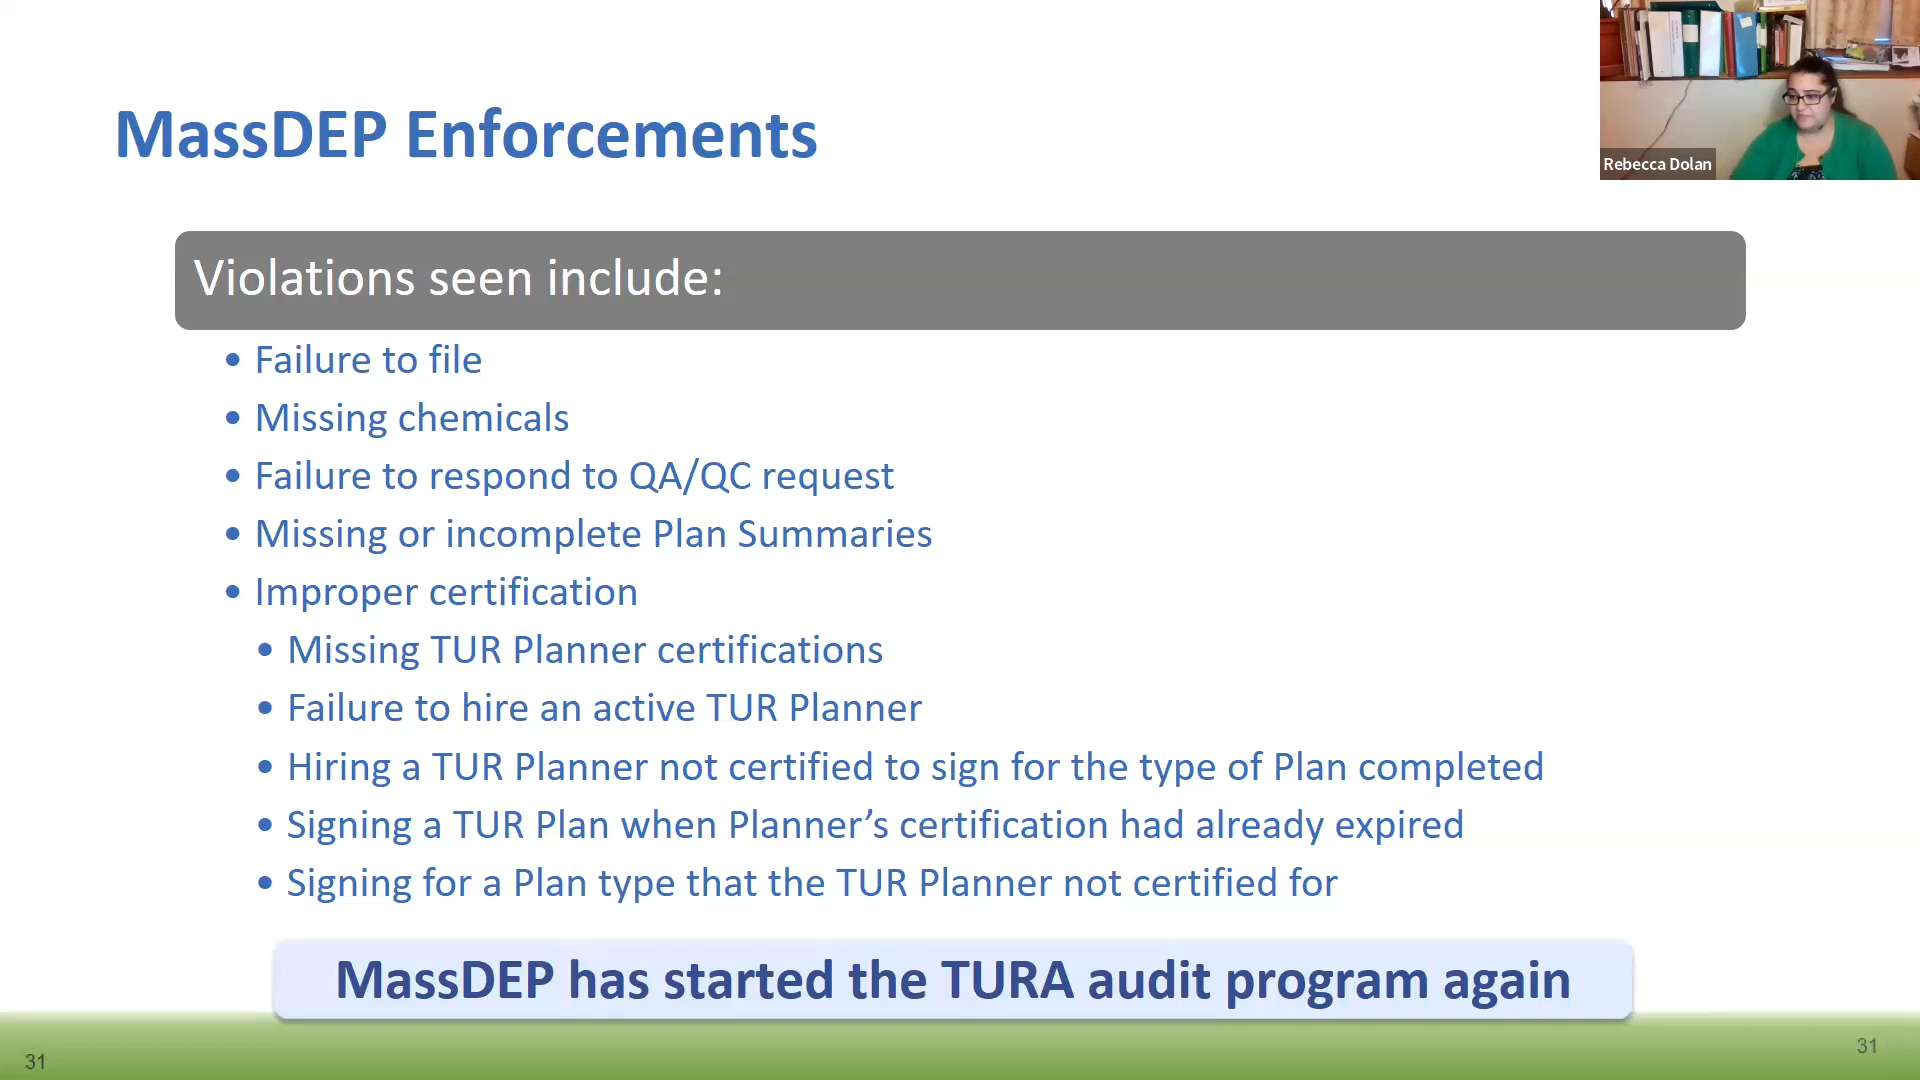 MassDEP Enforcements
Rebecca Dolan
Violations seen include:
• Failure to file
• Missing chemicals
• Failure to respond to QA/QC request
• Missing or incomplete Plan Summaries
• Improper certification
• Missing TUR Planner certifications
• Failure to hire an active TUR Planner
• Hiring a TUR Planner not certified to sign for the type of Plan completed
• Signing a TUR Plan when Planner’s certification had already expired
• Signing for a Plan type that the TUR Planner not certified for
MassDEP has started the TURA audit program again
31
31